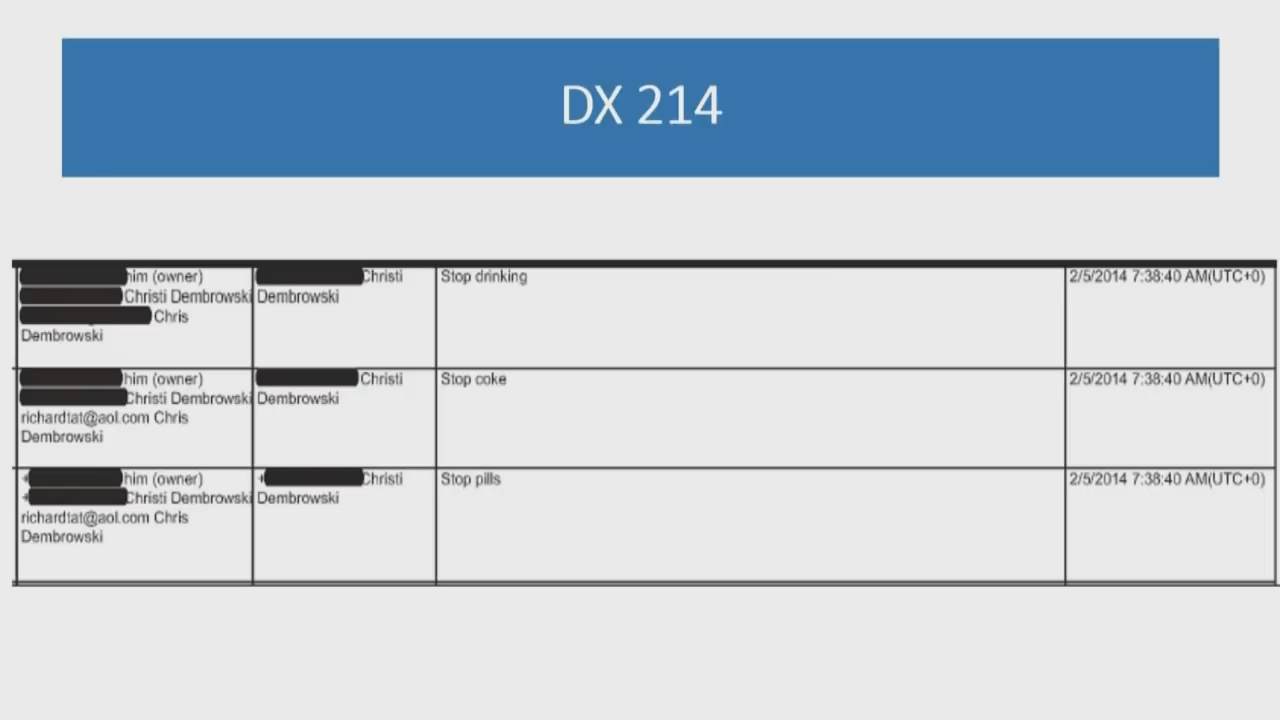 DX 214
him (owner)
Christi Dembrowski
Chris
Dembrowski
Christi
Dembrowski
Stop drinking
2/5/2014 7:38:40 AM(UTC+0)
him (owner)
Christi Dembrowski
richardtat@aol.com Chris
Dembrowski
Christi
Dembrowski
Stop coke
2/5/2014 7:38:40 AM(UTC+0)
him (owner)
Christi Dembrowski
richardtat@aol.com Chris
Dembrowski
Christi
Dembrowski
Stop pills
2/5/2014 7:38:40 AM(UTC+0)